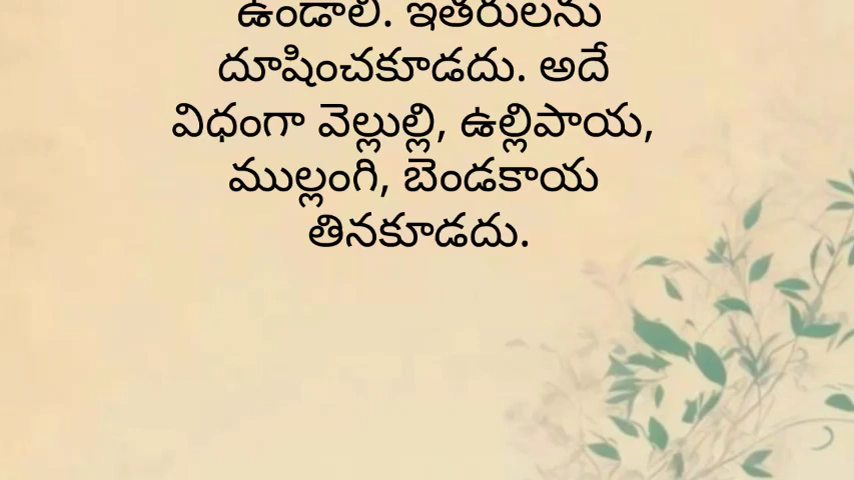 ఉండాలి. ఇతరులను
దూషించకూడదు. అదే
విధంగా వెల్లుల్లి, ఉల్లిపాయ,
ముల్లంగి, బెండకాయ
తినకూడదు.